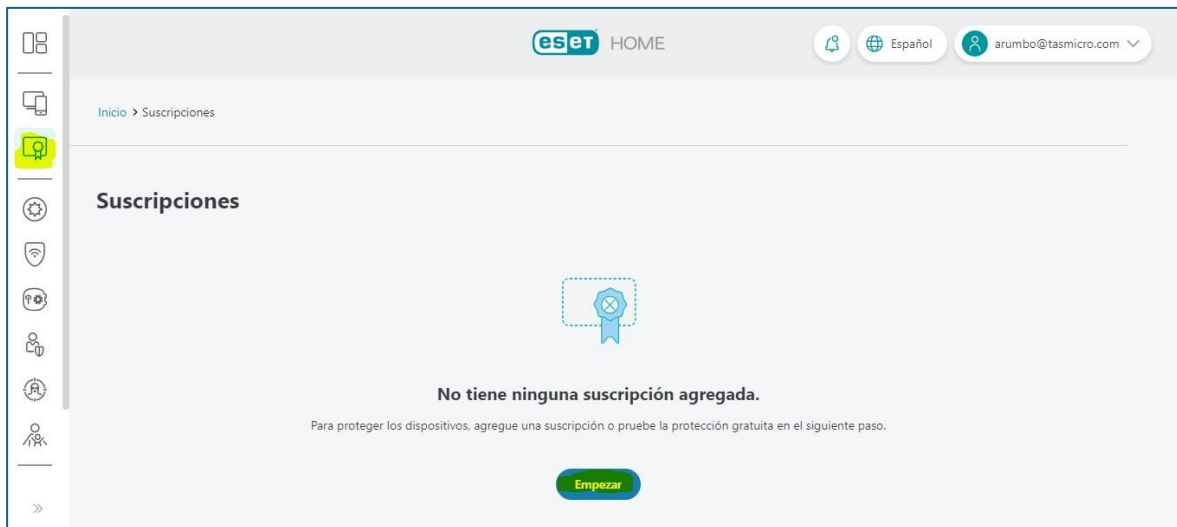 eset HOME
Español
arumbo@tasmicro.com
Inicio > Suscripciones
Suscripciones
No tiene ninguna suscripción agregada.
Para proteger los dispositivos, agregue una suscripción o pruebe la protección gratuita en el siguiente paso.
Empezar